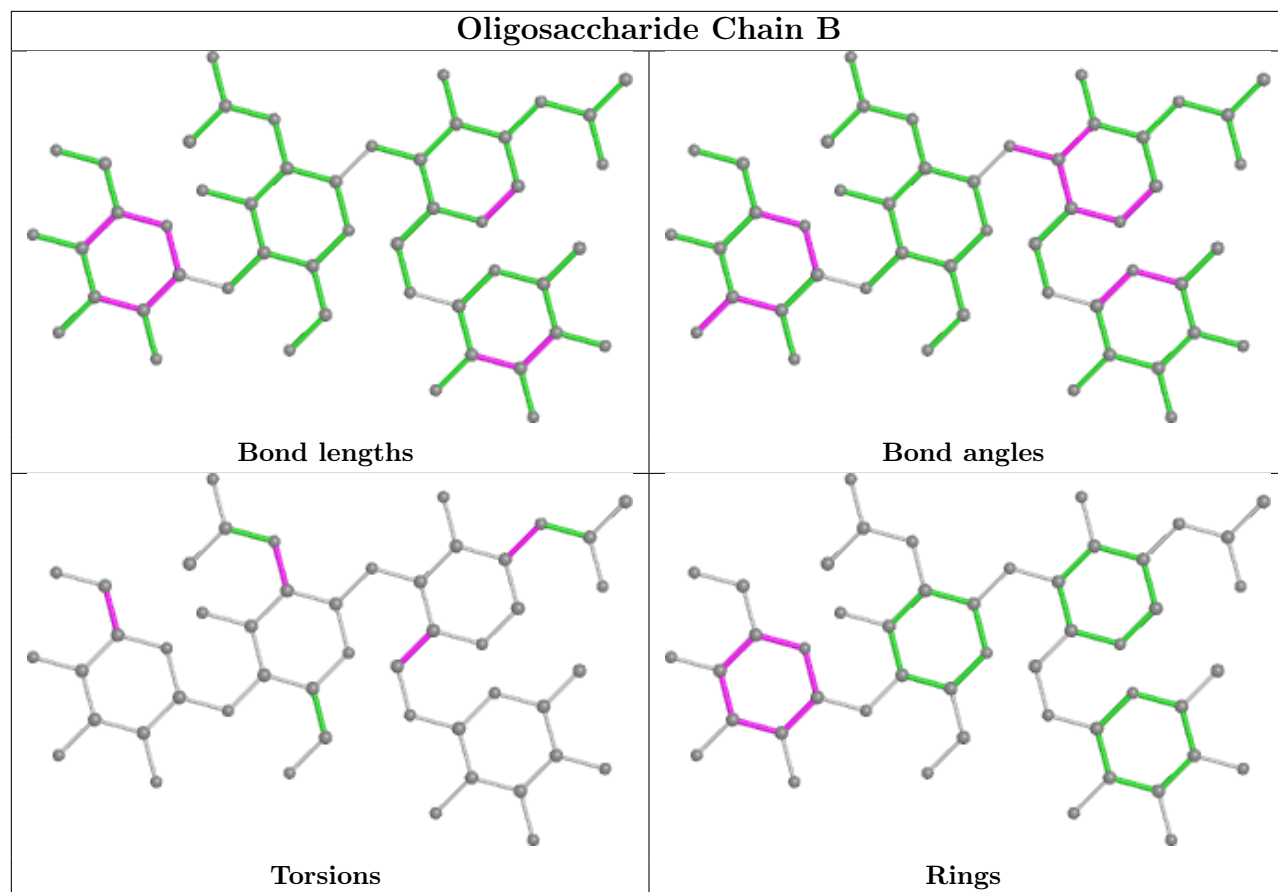 Oligosaccharide Chain B
Bond lengths
Bond angles
Torsions
Rings